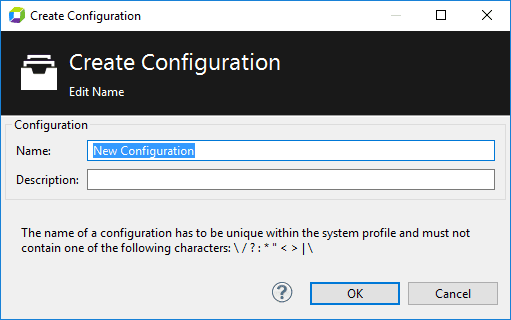 Create Configuration
Create Configuration
Edit Name
Configuration
Name: New Configuration
Description:
The name of a configuration has to be unique within the system profile and must not
contain one of the following characters: \ / ? : * " < > | \
? OK Cancel